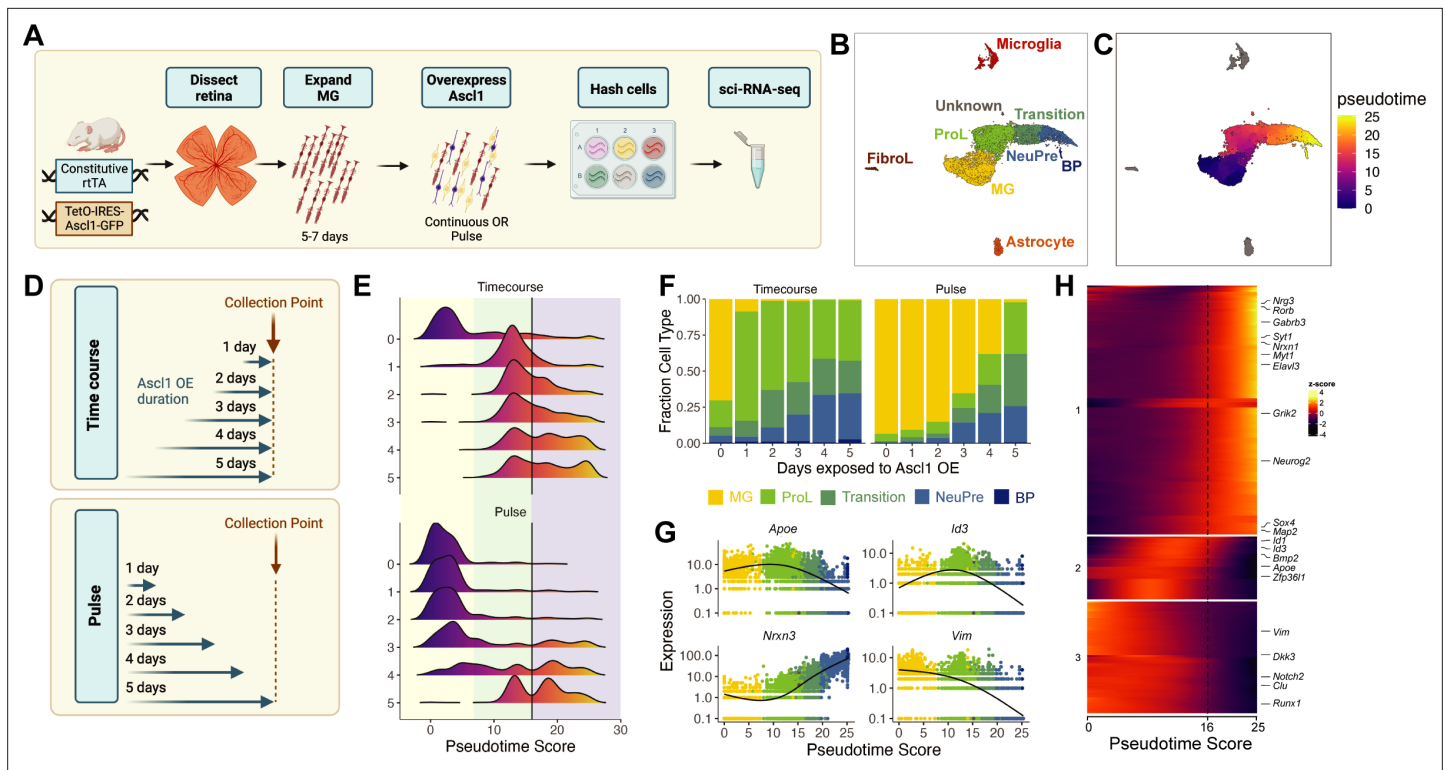 A
Dissect
retina
Expand
MG
Overexpress
Ascl1
Hash cells
sci-RNA-seq
Constitutive
rtTA
TetO-IRES-
Ascl1-GFP
5-7 days
Continuous OR
Pulse
1 2 3
A
B
B
Microglia
Unknown
Transition
ProL
FibroL
NeuPre
BP
MG
Astrocyte
C
pseudotime
25
20
15
10
5
0
D
Time course
Collection Point
Ascl1 OE
duration
1 day
2 days
3 days
4 days
5 days
Pulse
Collection Point
1 day
2 days
3 days
4 days
5 days
E
Timecourse
0
1
2
3
4
5
Pulse
0
1
2
3
4
5
0 10 20 30
Pseudotime Score
F
Timecourse Pulse
Fraction Cell Type
1.00
0.75
0.50
0.25
0.00
0 1 2 3 4 5 0 1 2 3 4 5
Days exposed to Ascl1 OE
MG ProL Transition NeuPre BP
G
Expression
Apoe
10.0
1.0
0.1
Id3
10.0
1.0
0.1
Nrxn3
100.0
10.0
1.0
0.1
0 5 10 15 20 25
Vim
10.0
1.0
0.1
0 5 10 15 20 25
Pseudotime Score
H
1
2
3
Nrg3
Rorb
Gabrb3
Syt1
Nrxn1
Myt1
Elavl3
Grik2
Neurog2
Sox4
Map2
Id1
Id3
Bmp2
Apoe
Zfp36l1
Vim
Dkk3
Notch2
Clu
Runx1
z-score
4
2
0
-2
-4
0 16 25
Pseudotime Score